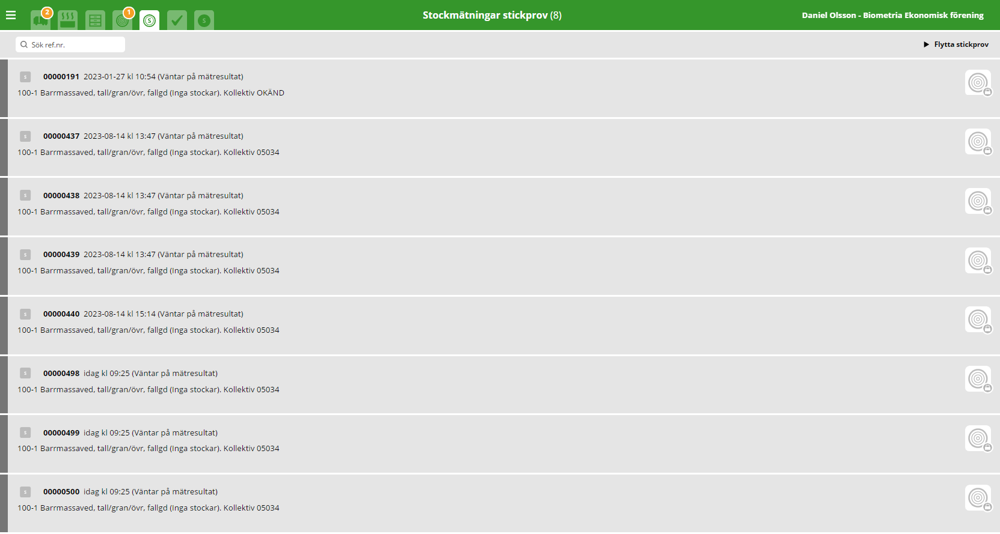 2
1
S
S
Stockmätningar stickprov (8)
Daniel Olsson - Biometria Ekonomisk förening
Sök ref.nr.
Flytta stickprov
S 00000191 2023-01-27 kl 10:54 (Väntar på mätresultat)
100-1 Barrmassaved, tall/gran/övr, fallgd (Inga stockar). Kollektiv OKÄND
S 00000437 2023-08-14 kl 13:47 (Väntar på mätresultat)
100-1 Barrmassaved, tall/gran/övr, fallgd (Inga stockar). Kollektiv 05034
S 00000438 2023-08-14 kl 13:47 (Väntar på mätresultat)
100-1 Barrmassaved, tall/gran/övr, fallgd (Inga stockar). Kollektiv 05034
S 00000439 2023-08-14 kl 13:47 (Väntar på mätresultat)
100-1 Barrmassaved, tall/gran/övr, fallgd (Inga stockar). Kollektiv 05034
S 00000440 2023-08-14 kl 15:14 (Väntar på mätresultat)
100-1 Barrmassaved, tall/gran/övr, fallgd (Inga stockar). Kollektiv 05034
S 00000498 idag kl 09:25 (Väntar på mätresultat)
100-1 Barrmassaved, tall/gran/övr, fallgd (Inga stockar). Kollektiv 05034
S 00000499 idag kl 09:25 (Väntar på mätresultat)
100-1 Barrmassaved, tall/gran/övr, fallgd (Inga stockar). Kollektiv 05034
S 00000500 idag kl 09:25 (Väntar på mätresultat)
100-1 Barrmassaved, tall/gran/övr, fallgd (Inga stockar). Kollektiv 05034